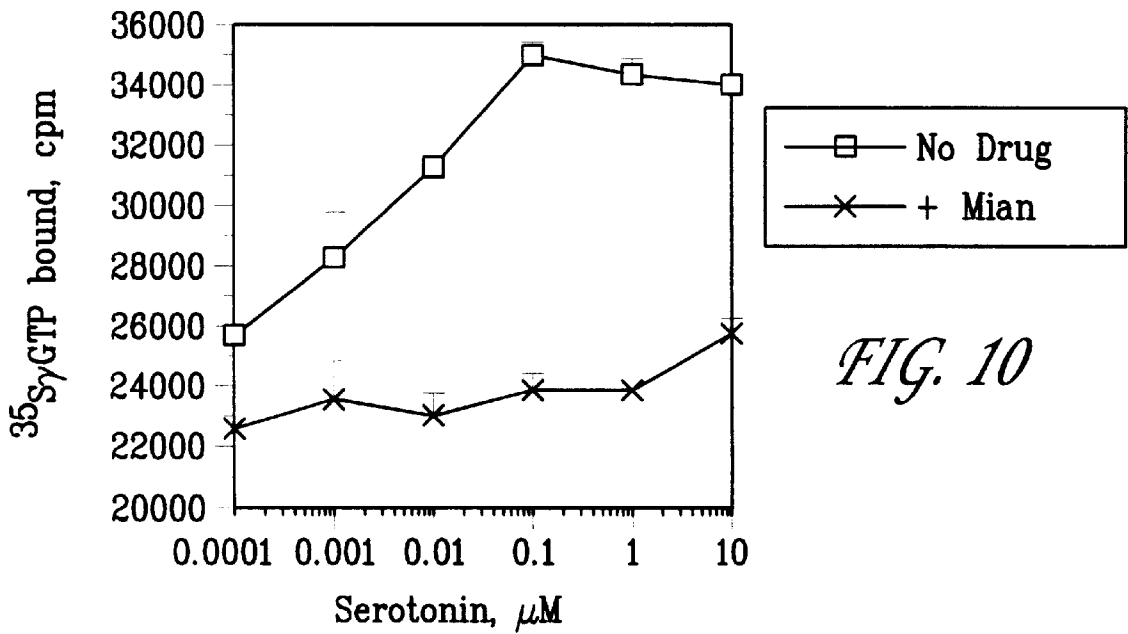 36000
34000
32000
30000
28000
26000
24000
22000
20000
³⁵SγGTP bound, cpm
0.0001 0.001 0.01 0.1 1 10
Serotonin, μM
No Drug
+ Mian
FIG. 10